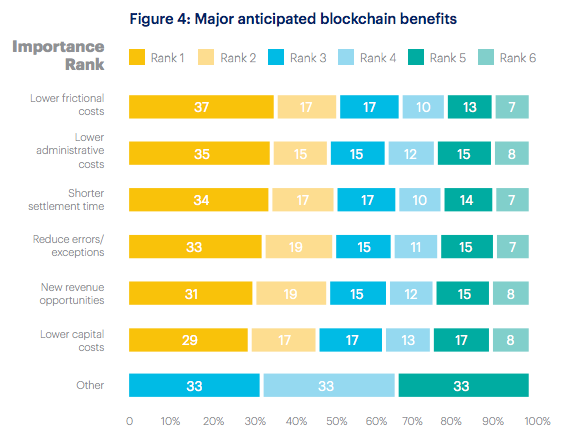 Figure 4: Major anticipated blockchain benefits
Importance
Rank
Rank 1 Rank 2 Rank 3 Rank 4 Rank 5 Rank 6
Lower frictional
costs
37 17 17 10 13 7
Lower
administrative
costs
35 15 15 12 15 8
Shorter
settlement time
34 17 17 10 14 7
Reduce errors/
exceptions
33 19 15 11 15 7
New revenue
opportunities
31 19 15 12 15 8
Lower capital
costs
29 17 17 13 17 8
Other
33 33 33
0 10% 20% 30% 40% 50% 60% 70% 80% 90% 100%